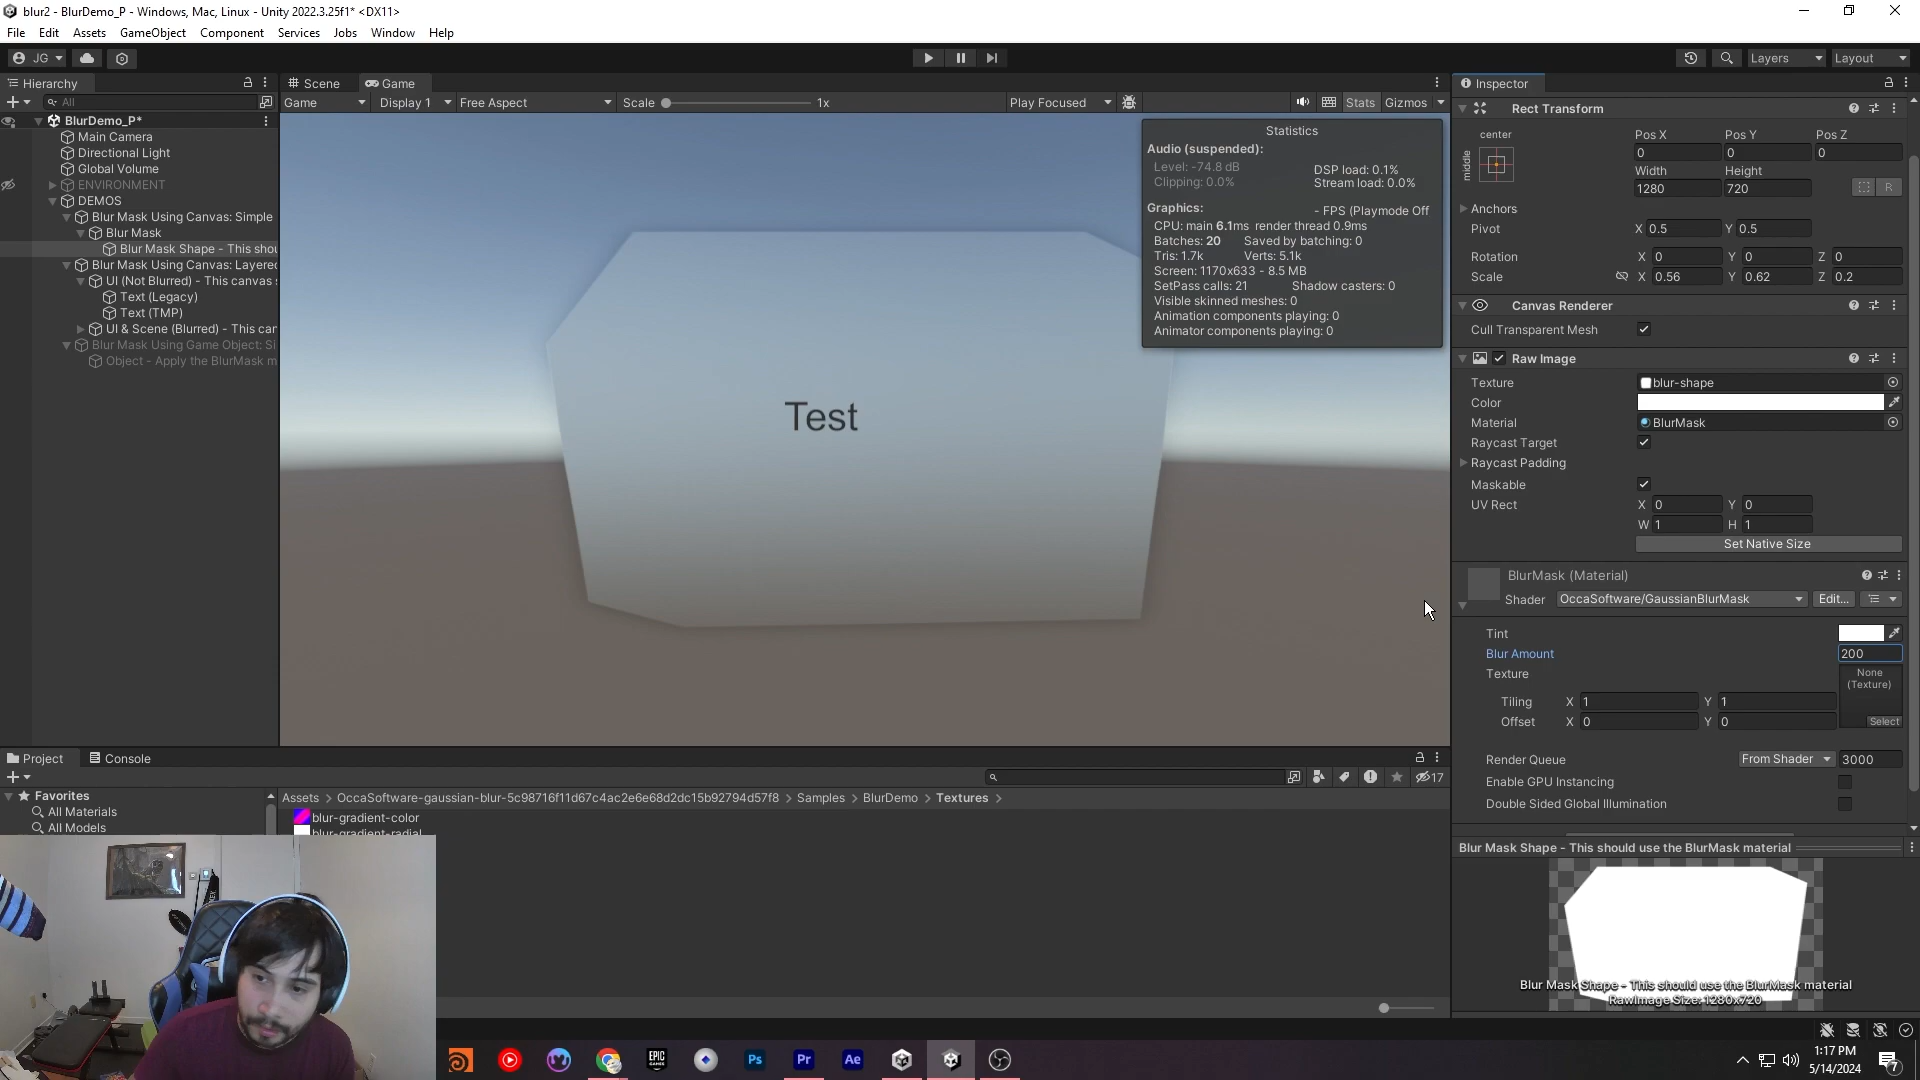 blur2 - BlurDemo_P - Windows, Mac, Linux - Unity 2022.3.25f1* <DX11>
File Edit Assets GameObject Component Services Jobs Window Help
JG Layers Layout
Hierarchy
All
BlurDemo_P*
Main Camera
Directional Light
Global Volume
ENVIRONMENT
DEMOS
Blur Mask Using Canvas: Simple
Blur Mask
Blur Mask Shape - This shou
Blur Mask Using Canvas: Layered
UI (Not Blurred) - This canvas s
Text (Legacy)
Text (TMP)
UI & Scene (Blurred) - This can
Blur Mask Using Game Object: Si
Object - Apply the BlurMask m
Scene Game
Game Display 1 Free Aspect Scale 1x Play Focused Stats Gizmos
Test
Statistics
Audio (suspended):
Level: -74.8 dB DSP load: 0.1%
Clipping: 0.0% Stream load: 0.0%
Graphics: - FPS (Playmode Off
CPU: main 6.1ms render thread 0.9ms
Batches: 20 Saved by batching: 0
Tris: 1.7k Verts: 5.1k
Screen: 1170x633 - 8.5 MB
SetPass calls: 21 Shadow casters: 0
Visible skinned meshes: 0
Animation components playing: 0
Animator components playing: 0
Inspector
Rect Transform
center
middle
Pos X Pos Y Pos Z
0 0 0
Width Height
1280 720 R
Anchors
Pivot X 0.5 Y 0.5
Rotation X 0 Y 0 Z 0
Scale X 0.56 Y 0.62 Z 0.2
Canvas Renderer
Cull Transparent Mesh
Raw Image
Texture blur-shape
Color
Material BlurMask
Raycast Target
Raycast Padding
Maskable
UV Rect X 0 Y 0
W 1 H 1
Set Native Size
BlurMask (Material)
Shader OccaSoftware/GaussianBlurMask Edit...
Tint
Blur Amount 200
Texture None (Texture)
Tiling X 1 Y 1
Offset X 0 Y 0 Select
Render Queue From Shader 3000
Enable GPU Instancing
Double Sided Global Illumination
Blur Mask Shape - This should use the BlurMask material
Blur Mask Shape - This should use the BlurMask material
RawImage Size: 1280x720
Project Console
17
Favorites
All Materials
All Models
Assets > OccaSoftware-gaussian-blur-5c98716f11d67c4ac2e6e68d2dc15b92794d57f8 > Samples > BlurDemo > Textures >
blur-gradient-color
blur-gradient-radial
EPIC GAMES
Ps Pr Ae
1:17 PM
5/14/2024
7